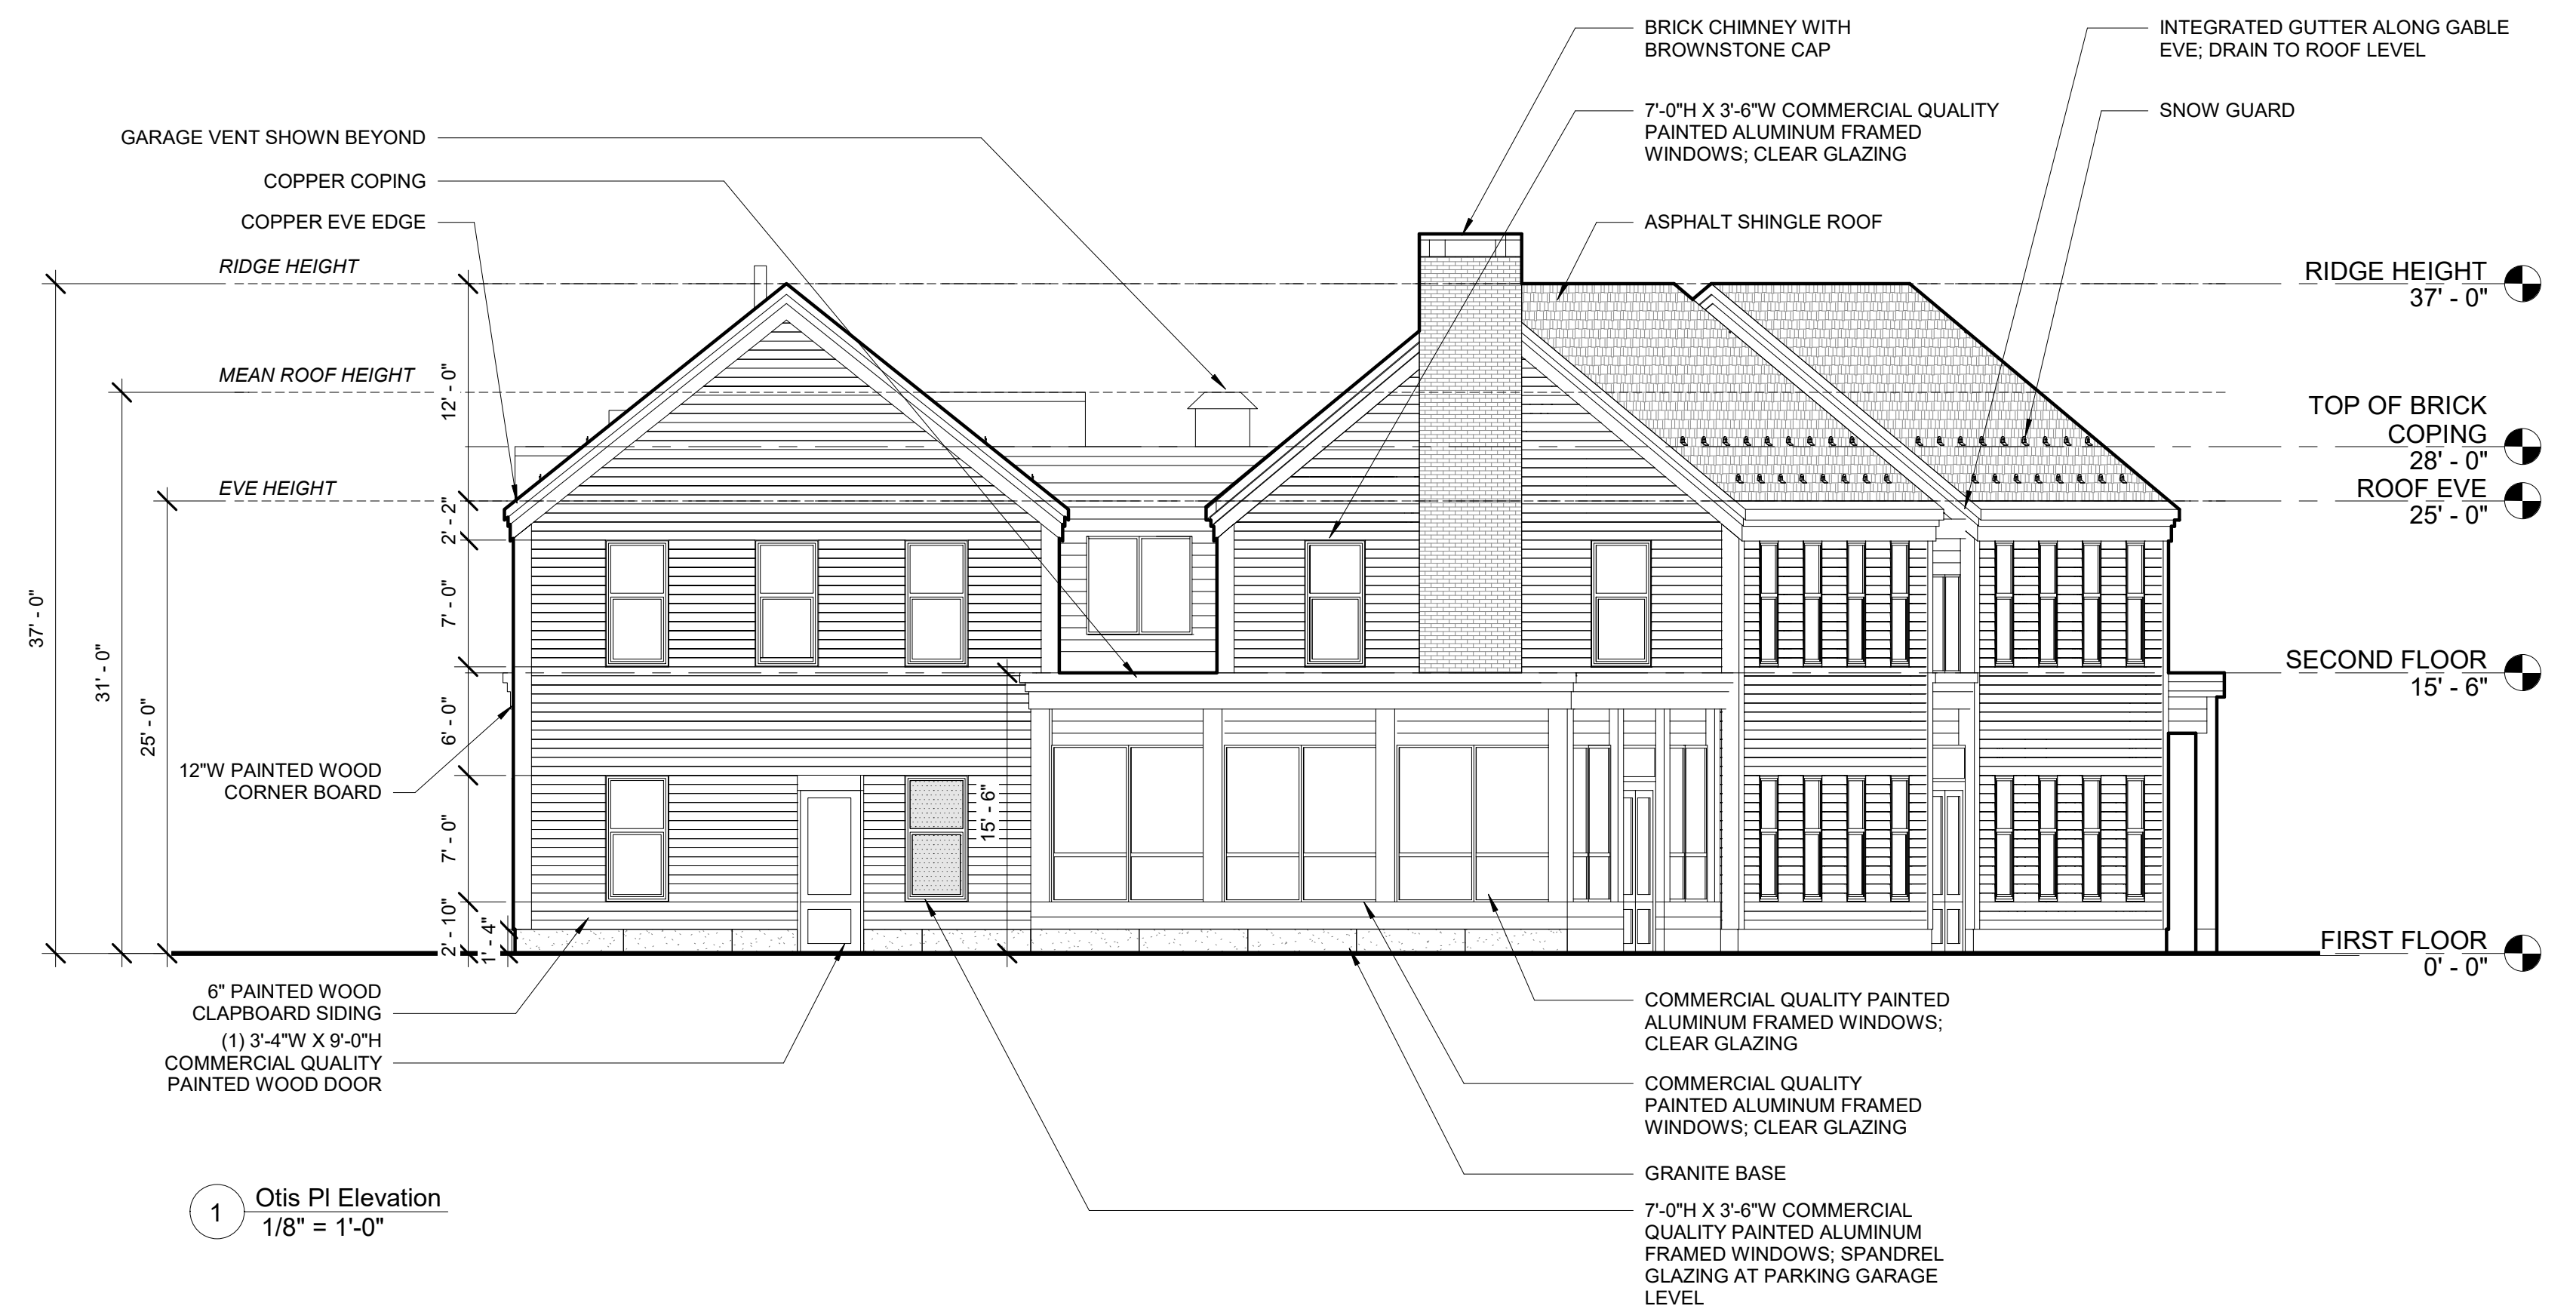 BRICK CHIMNEY WITH
BROWNSTONE CAP
INTEGRATED GUTTER ALONG GABLE
EVE; DRAIN TO ROOF LEVEL
7'-0"H X 3'-6"W COMMERCIAL QUALITY
PAINTED ALUMINUM FRAMED
WINDOWS; CLEAR GLAZING
SNOW GUARD
GARAGE VENT SHOWN BEYOND
COPPER COPING
COPPER EVE EDGE
ASPHALT SHINGLE ROOF
RIDGE HEIGHT
MEAN ROOF HEIGHT
EVE HEIGHT
RIDGE HEIGHT
37' - 0"
TOP OF BRICK
COPING
28' - 0"
ROOF EVE
25' - 0"
SECOND FLOOR
15' - 6"
FIRST FLOOR
0' - 0"
37' - 0"
31' - 0"
25' - 0"
12' - 0"
2' - 2"
7' - 0"
6' - 0"
7' - 0"
2' - 10"
1' - 4"
15' - 6"
12"W PAINTED WOOD
CORNER BOARD
6" PAINTED WOOD
CLAPBOARD SIDING
(1) 3'-4"W X 9'-0"H
COMMERCIAL QUALITY
PAINTED WOOD DOOR
COMMERCIAL QUALITY PAINTED
ALUMINUM FRAMED WINDOWS;
CLEAR GLAZING
COMMERCIAL QUALITY
PAINTED ALUMINUM FRAMED
WINDOWS; CLEAR GLAZING
GRANITE BASE
7'-0"H X 3'-6"W COMMERCIAL
QUALITY PAINTED ALUMINUM
FRAMED WINDOWS; SPANDREL
GLAZING AT PARKING GARAGE
LEVEL
1
Otis Pl Elevation
1/8" = 1'-0"